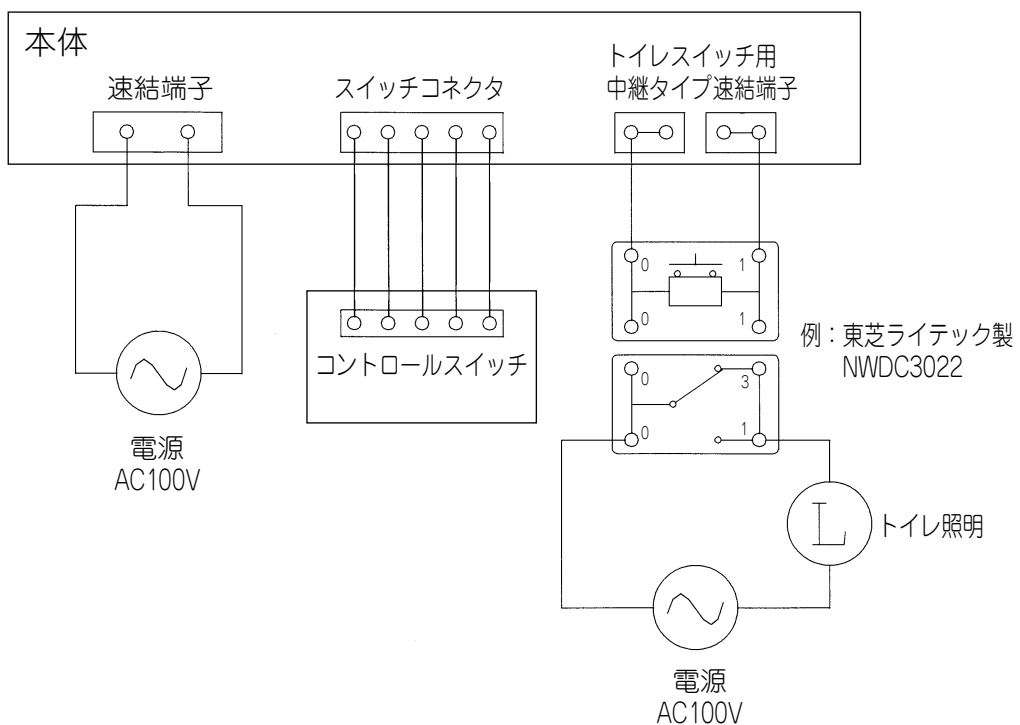 本体
速結端子
スイッチコネクタ
トイレスイッチ用
中継タイプ速結端子
0
1
0
1
例：東芝ライテック製
NWDC3022
コントロールスイッチ
0
3
0
1
電源
AC100V
L
トイレ照明
電源
AC100V